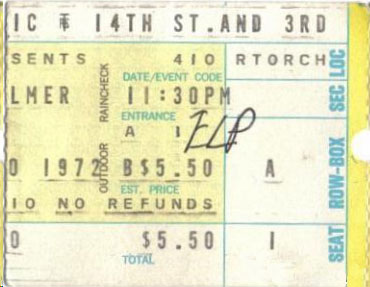 IC 14TH ST. AND 3RD
SENTS 410 RTORCH
DATE/EVENT CODE
LMER 11:30PM
ENTRANCE
A 1 ELP
OUTDOOR RAINCHECK
0 1972 B$5.50 A
EST. PRICE
IO NO REFUNDS
0 $5.50 1
TOTAL
SEAT ROW-BOX SEC LOC